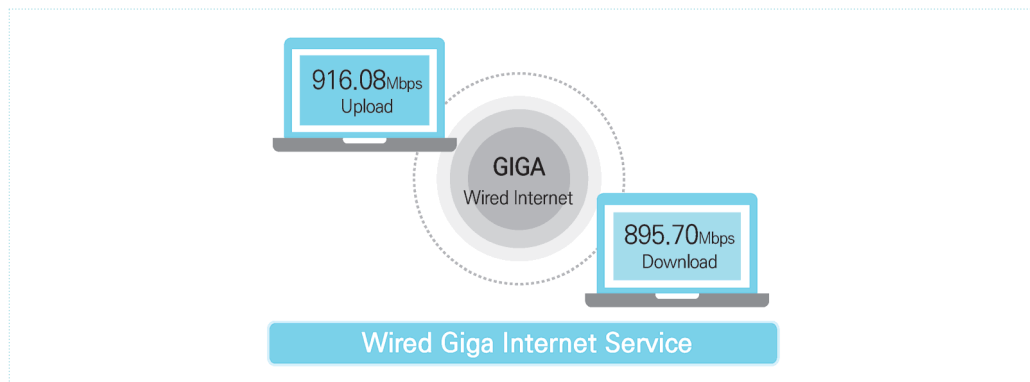 916.08Mbps
Upload
GIGA
Wired Internet
895.70Mbps
Download
Wired Giga Internet Service